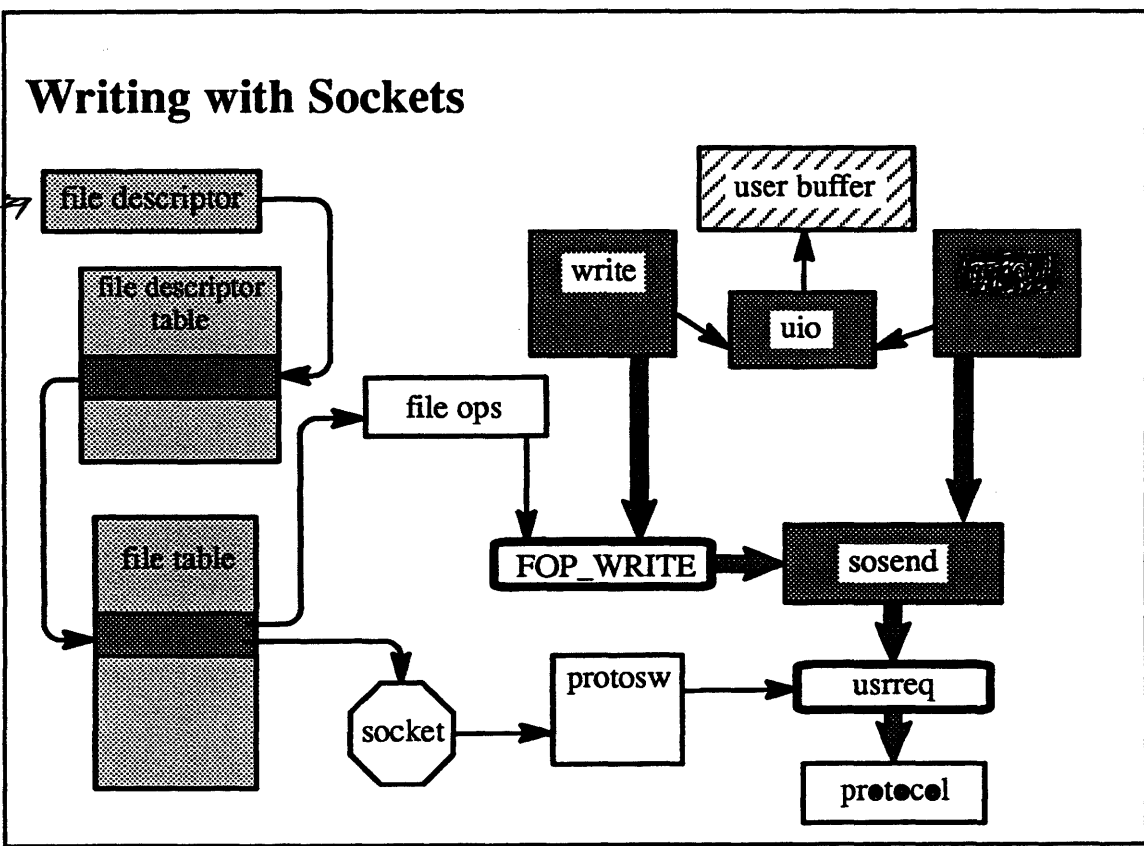 Writing with Sockets
file descriptor
user buffer
write
uio
file descriptor
table
file ops
file table
FOP_WRITE
sosend
protosw
usrreq
socket
protocol